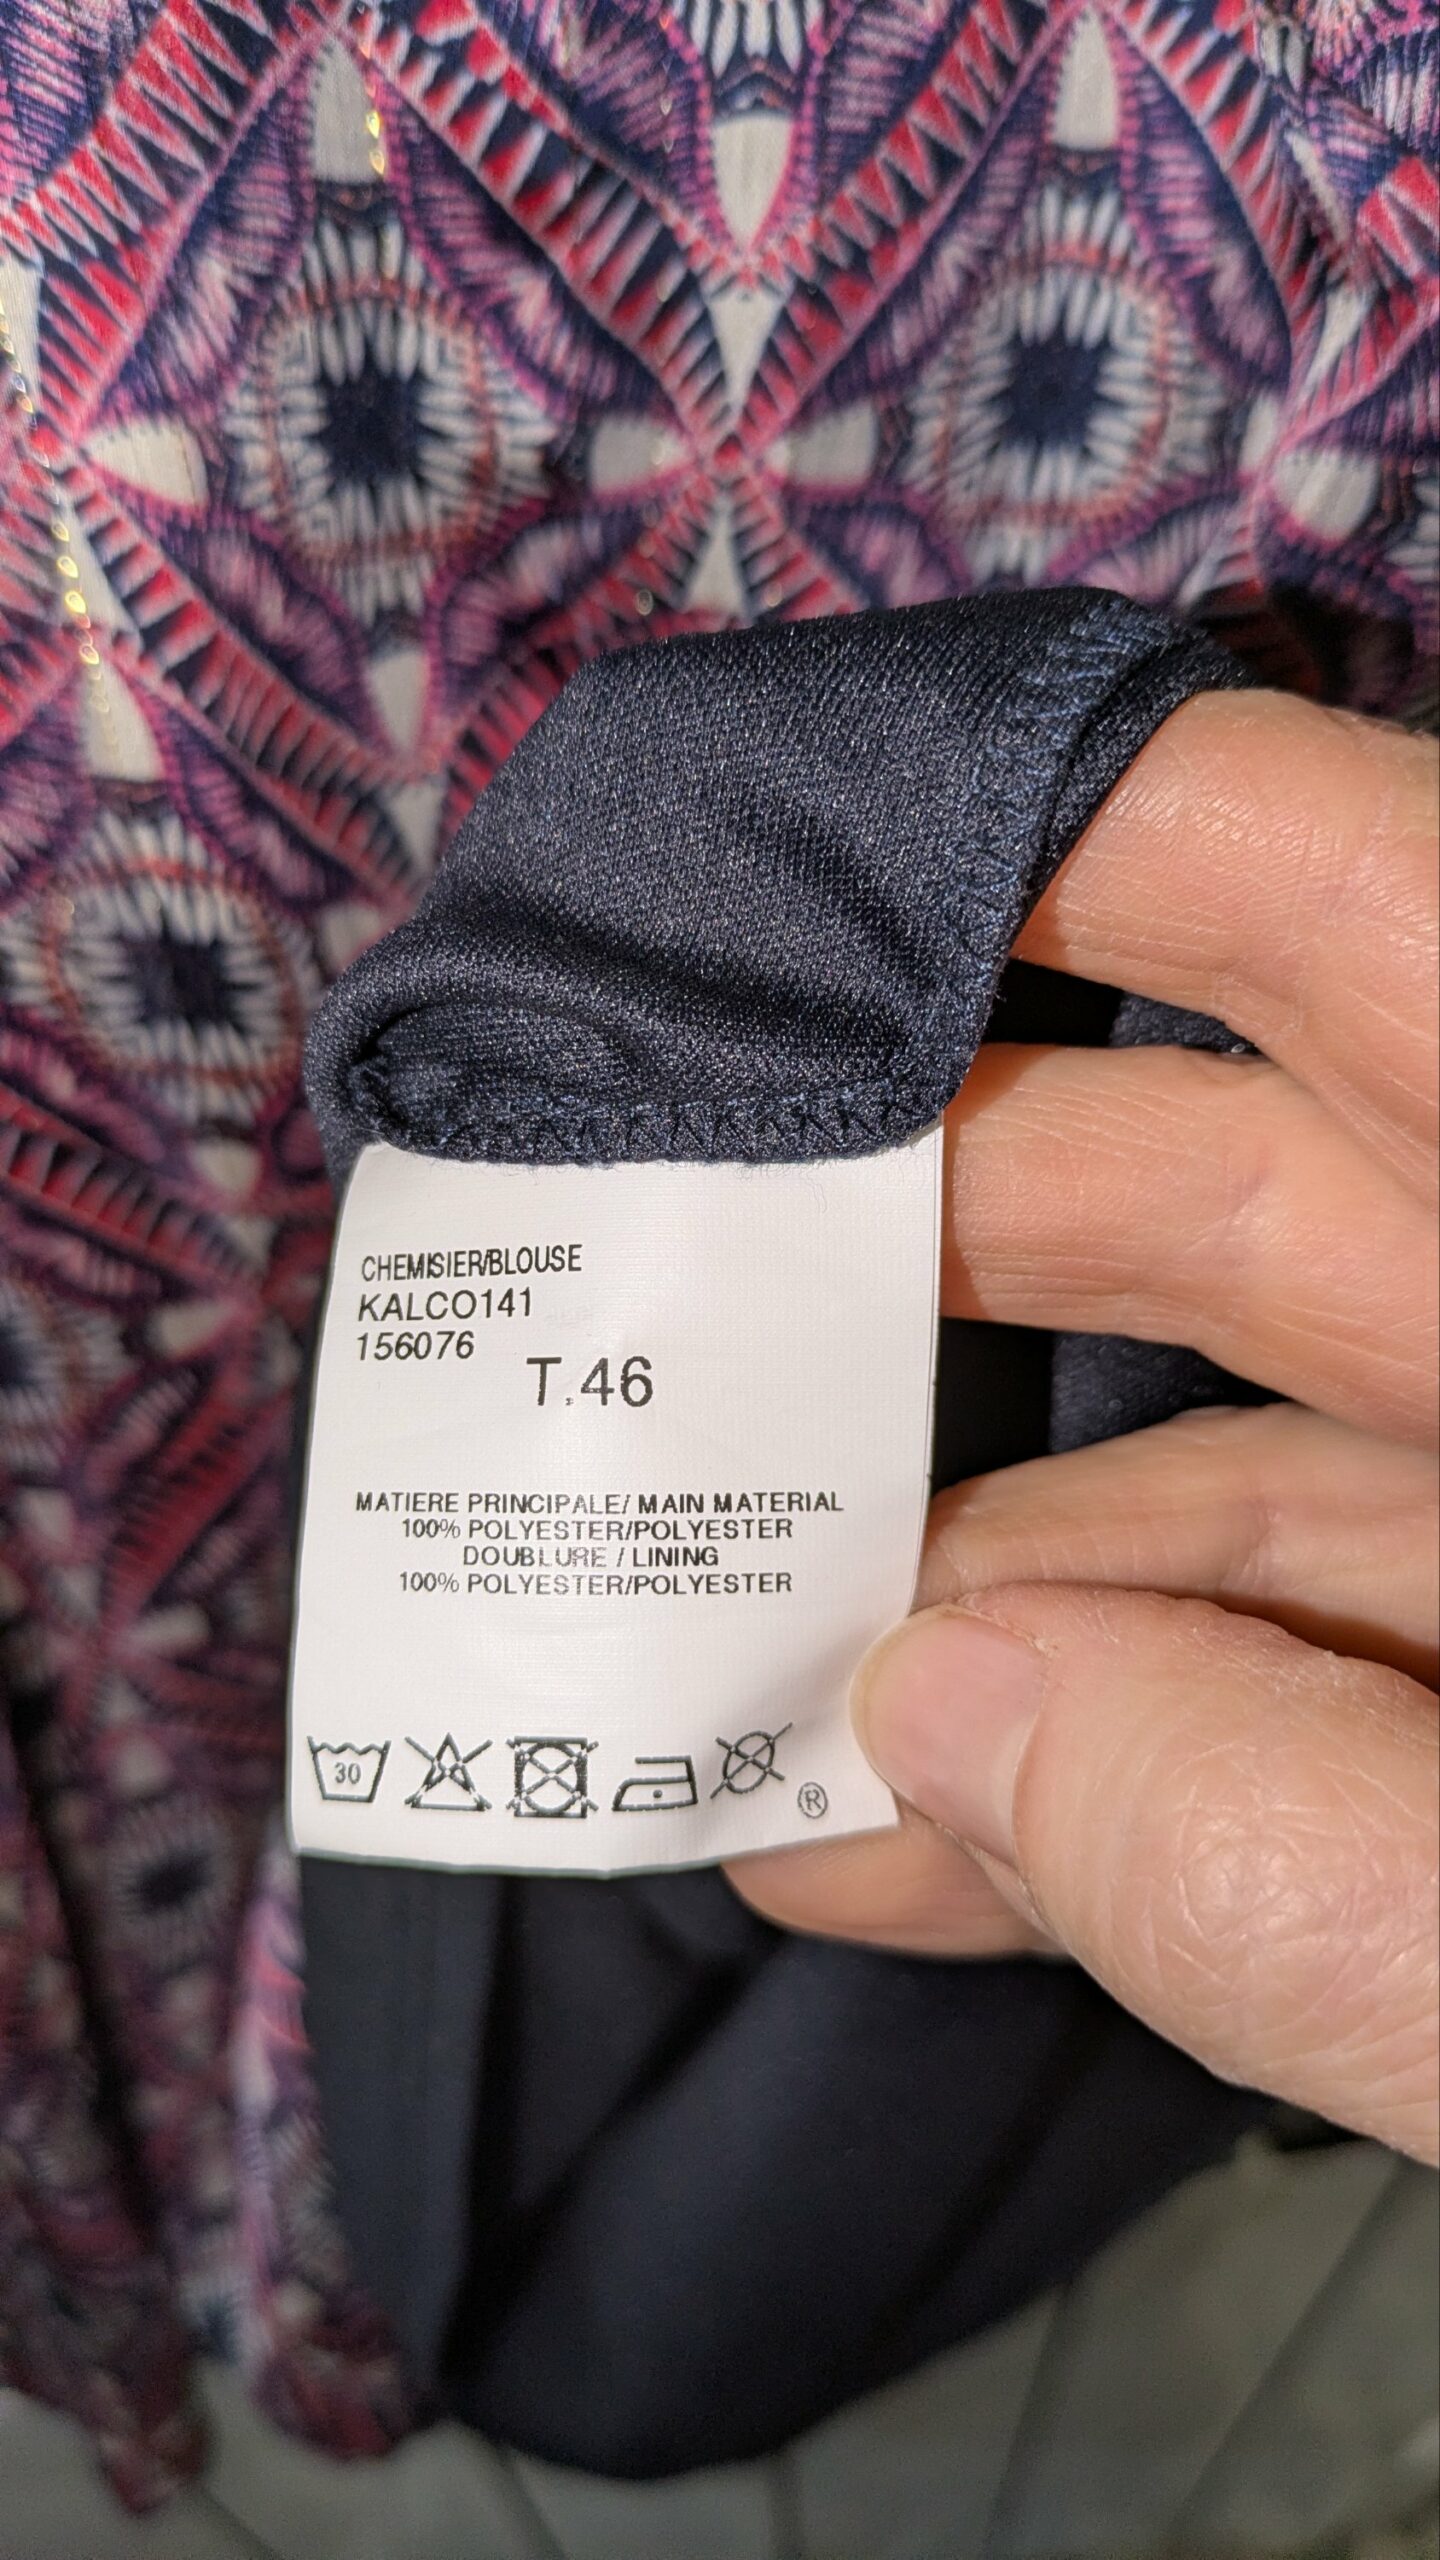 CHEMISIER/BLOUSE
KALCO141
156076
T.46
MATIERE PRINCIPALE/ MAIN MATERIAL
100% POLYESTER/POLYESTER
DOUBLURE / LINING
100% POLYESTER/POLYESTER
30
®